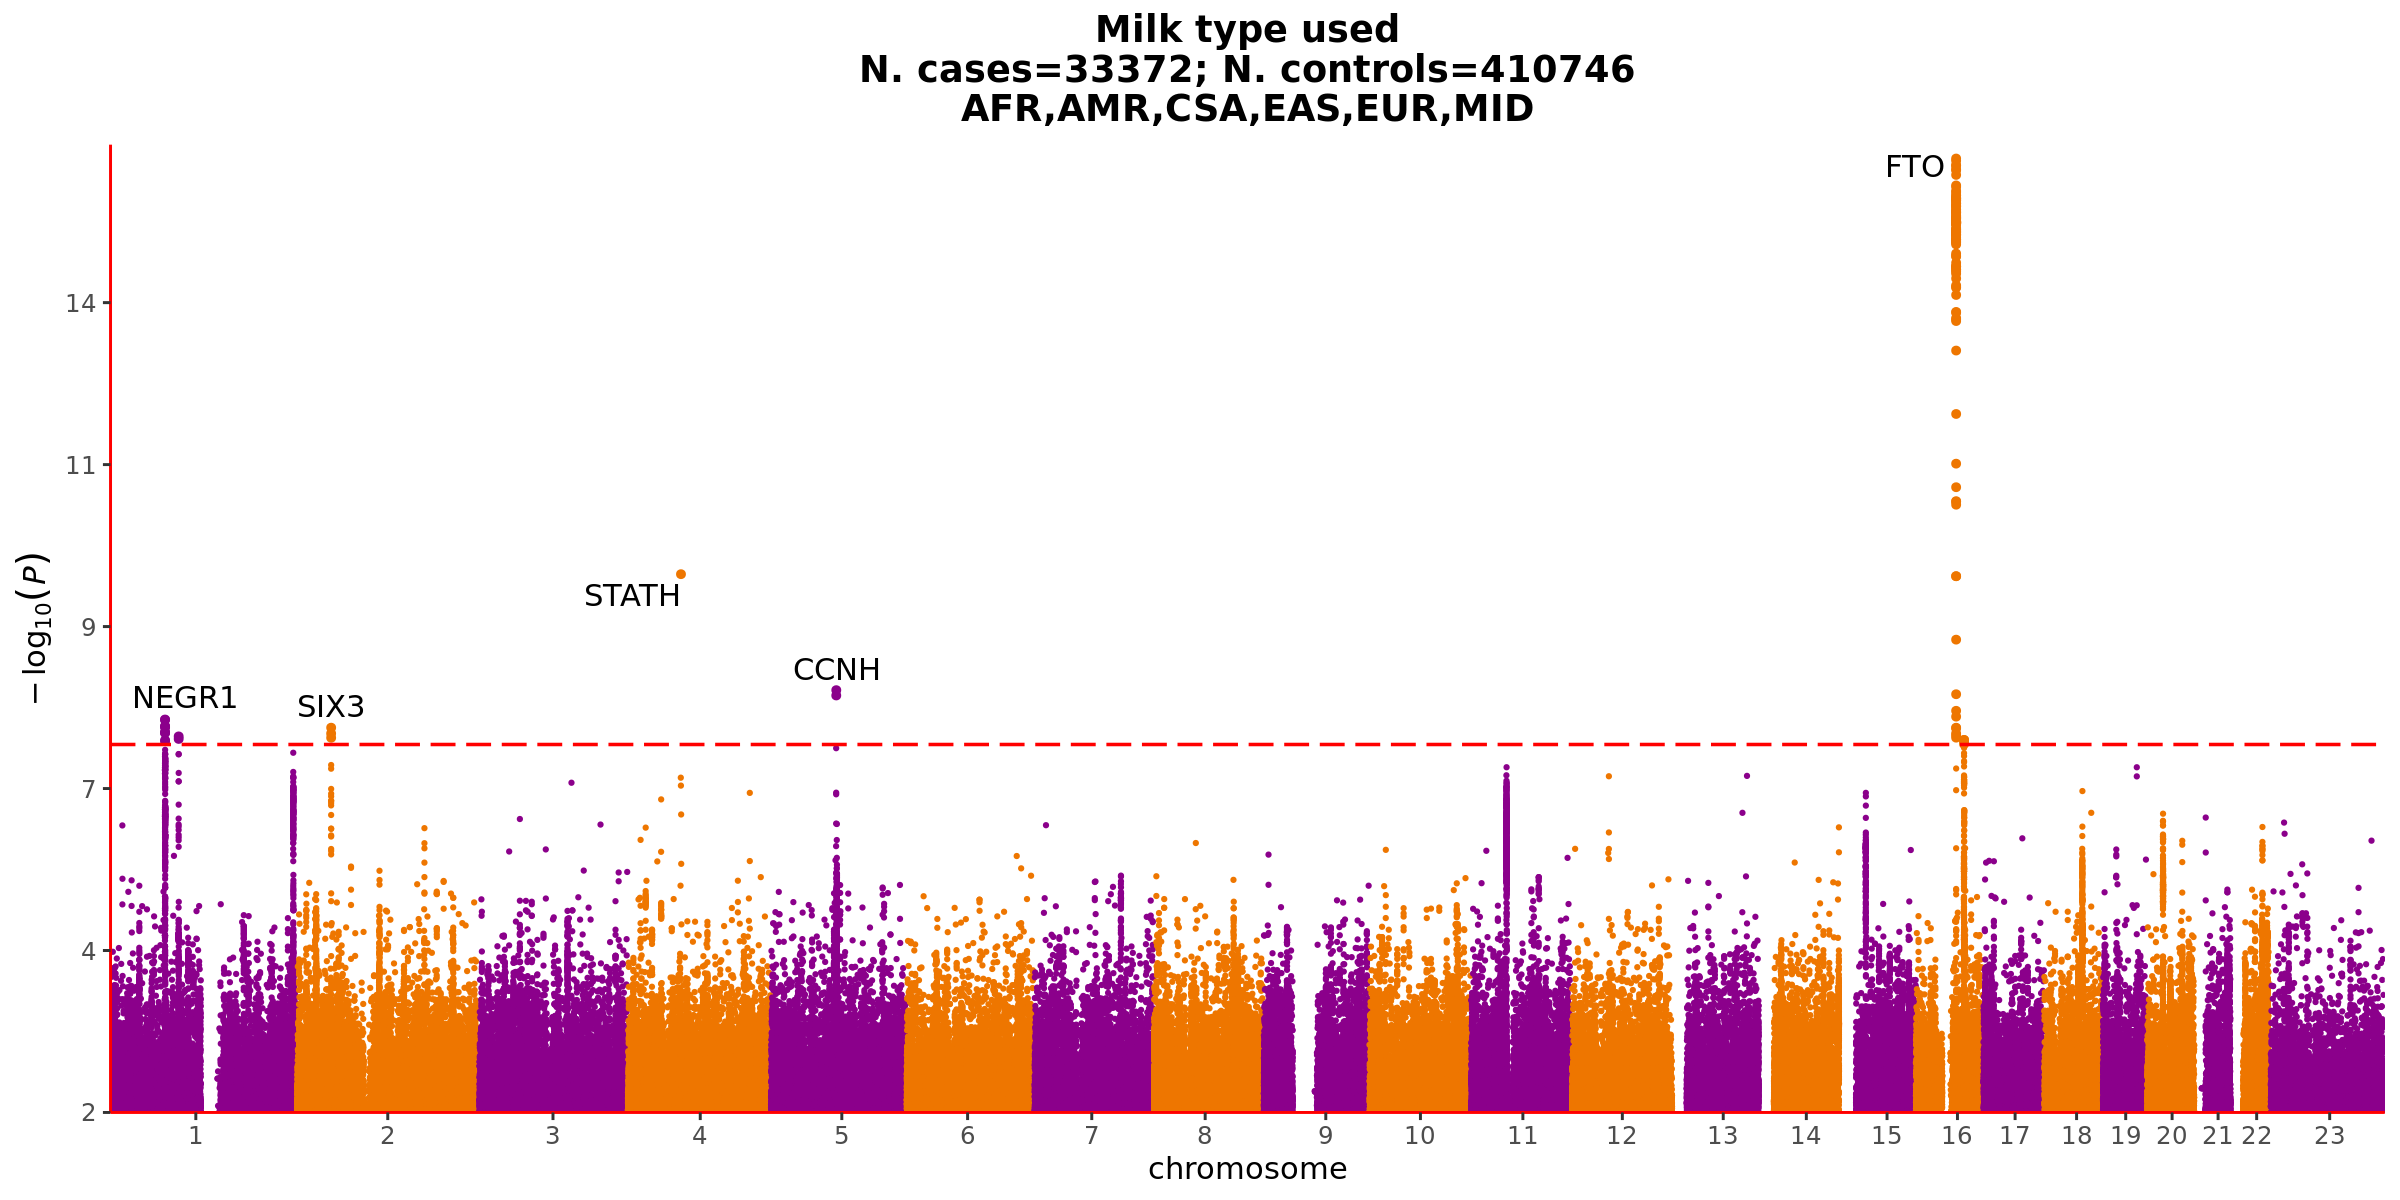 Milk type used
N. cases=33372; N. controls=410746
AFR,AMR,CSA,EAS,EUR,MID
FTO
14
11
STATH
9
CCNH
NEGR1
SIX3
7
4
2
−log10(P)
1 2 3 4 5 6 7 8 9 10 11 12 13 14 15 16 17 18 19 20 21 22 23
chromosome